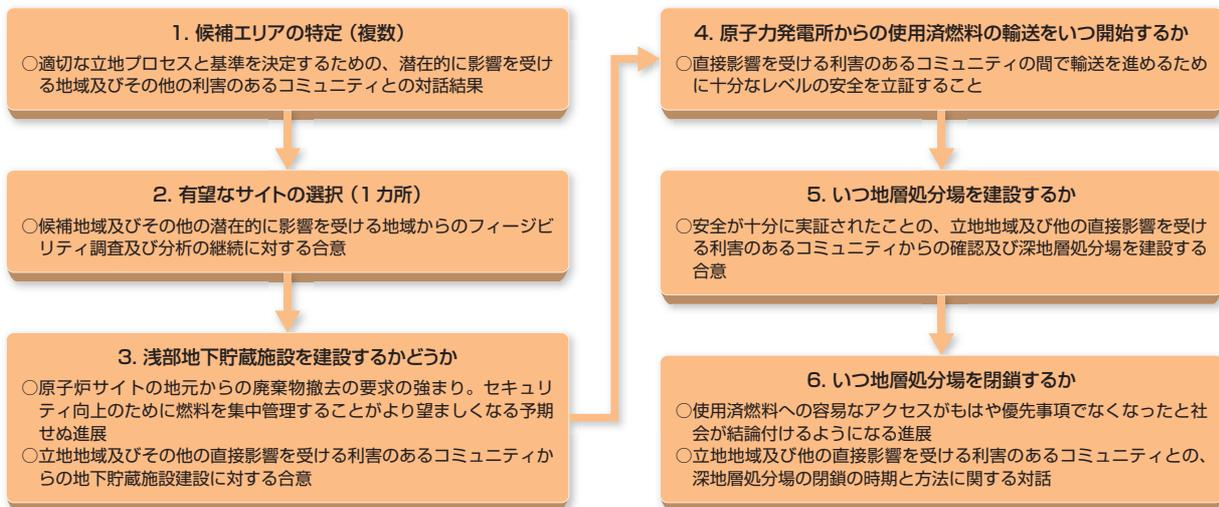 1. 候補エリアの特定（複数）
○適切な立地プロセスと基準を決定するための、潜在的に影響を受け
る地域及びその他の利害のあるコミュニティとの対話結果
2. 有望なサイトの選択（1カ所）
○候補地域及びその他の潜在的に影響を受ける地域からのフィージビ
リティ調査及び分析の継続に対する合意
3. 浅部地下貯蔵施設を建設するかどうか
○原子炉サイトの地元からの廃棄物撤去の要求の強まり。セキュリ
ティ向上のために燃料を集中管理することがより望ましくなる予期
せぬ進展
○立地地域及びその他の直接影響を受ける利害のあるコミュニティか
らの地下貯蔵施設建設に対する合意
4. 原子力発電所からの使用済燃料の輸送をいつ開始するか
○直接影響を受ける利害のあるコミュニティの間で輸送を進めるため
に十分なレベルの安全を立証すること
5. いつ地層処分場を建設するか
○安全が十分に実証されたことの、立地地域及び他の直接影響を受け
る利害のあるコミュニティからの確認及び深地層処分場を建設する
合意
6. いつ地層処分場を閉鎖するか
○使用済燃料への容易なアクセスがもはや優先事項でなくなったと社
会が結論付けるようになる進展
○立地地域及び他の直接影響を受ける利害のあるコミュニティとの、
深地層処分場の閉鎖の時期と方法に関する対話